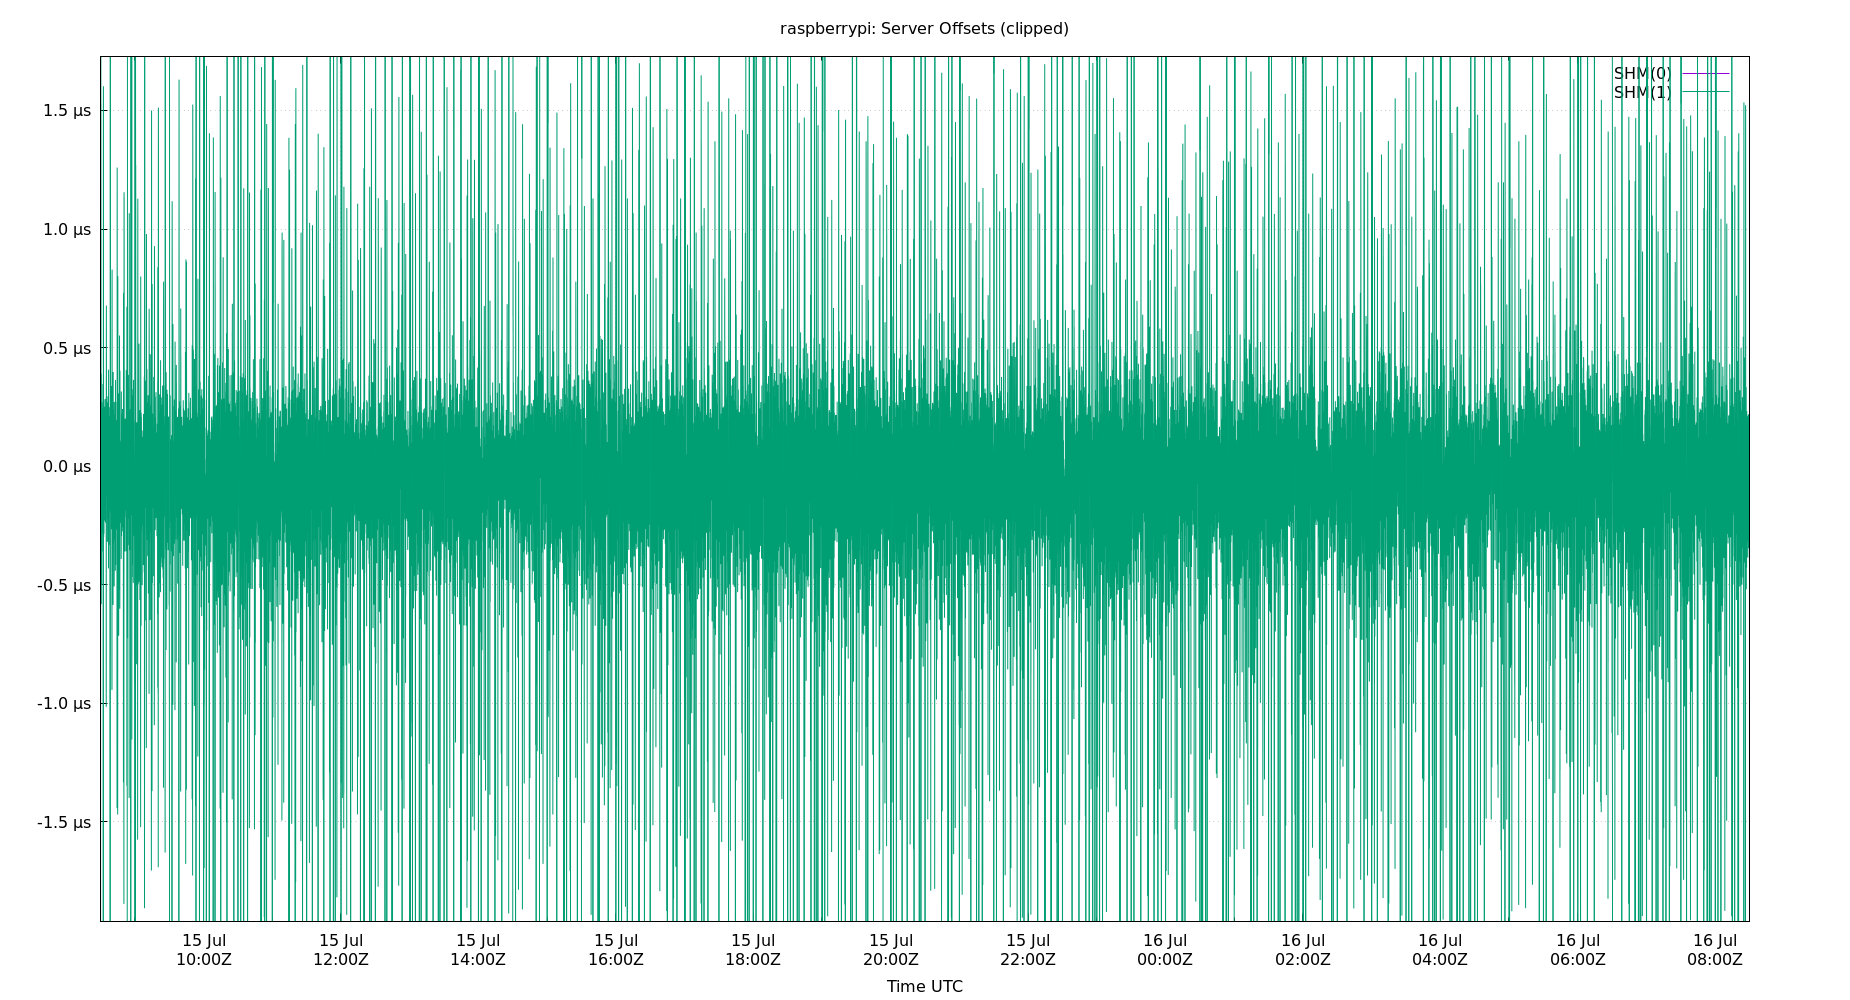 raspberrypi: Server Offsets (clipped)
SHM(0)
SHM(1)
1.5 µs
1.0 µs
0.5 µs
0.0 µs
-0.5 µs
-1.0 µs
-1.5 µs
15 Jul 15 Jul 15 Jul 15 Jul 15 Jul 15 Jul 15 Jul 16 Jul 16 Jul 16 Jul 16 Jul 16 Jul
10:00Z 12:00Z 14:00Z 16:00Z 18:00Z 20:00Z 22:00Z 00:00Z 02:00Z 04:00Z 06:00Z 08:00Z
Time UTC